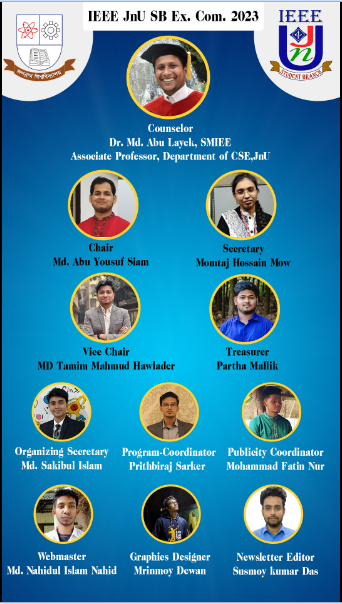 IEEE JnU SB Ex. Com. 2023
IEEE
STUDENT BRANCH
জগন্নাথ বিশ্ববিদ্যালয়
Counselor
Dr. Md. Abu Layek, SMIEE
Associate Professor, Department of CSE,JnU
Chair
Md. Abu Yousuf Siam
Secretary
Momtaj Hossain Mow
Vice Chair
MD Tamim Mahmud Hawlader
Treasurer
Partha Mallik
Organizing Secretary
Md. Sakibul Islam
Program-Coordinator
Prithbiraj Sarker
Publicity Coordinator
Mohammad Fatin Nur
Webmaster
Md. Nahidul Islam Nahid
Graphics Designer
Mrinmoy Dewan
Newsletter Editor
Susmoy kumar Das